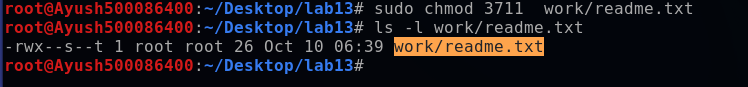 root@Ayush500086400:~/Desktop/lab13# sudo chmod 3711  work/readme.txt
root@Ayush500086400:~/Desktop/lab13# ls -l work/readme.txt
-rwx--s--t 1 root root 26 Oct 10 06:39 work/readme.txt
root@Ayush500086400:~/Desktop/lab13#